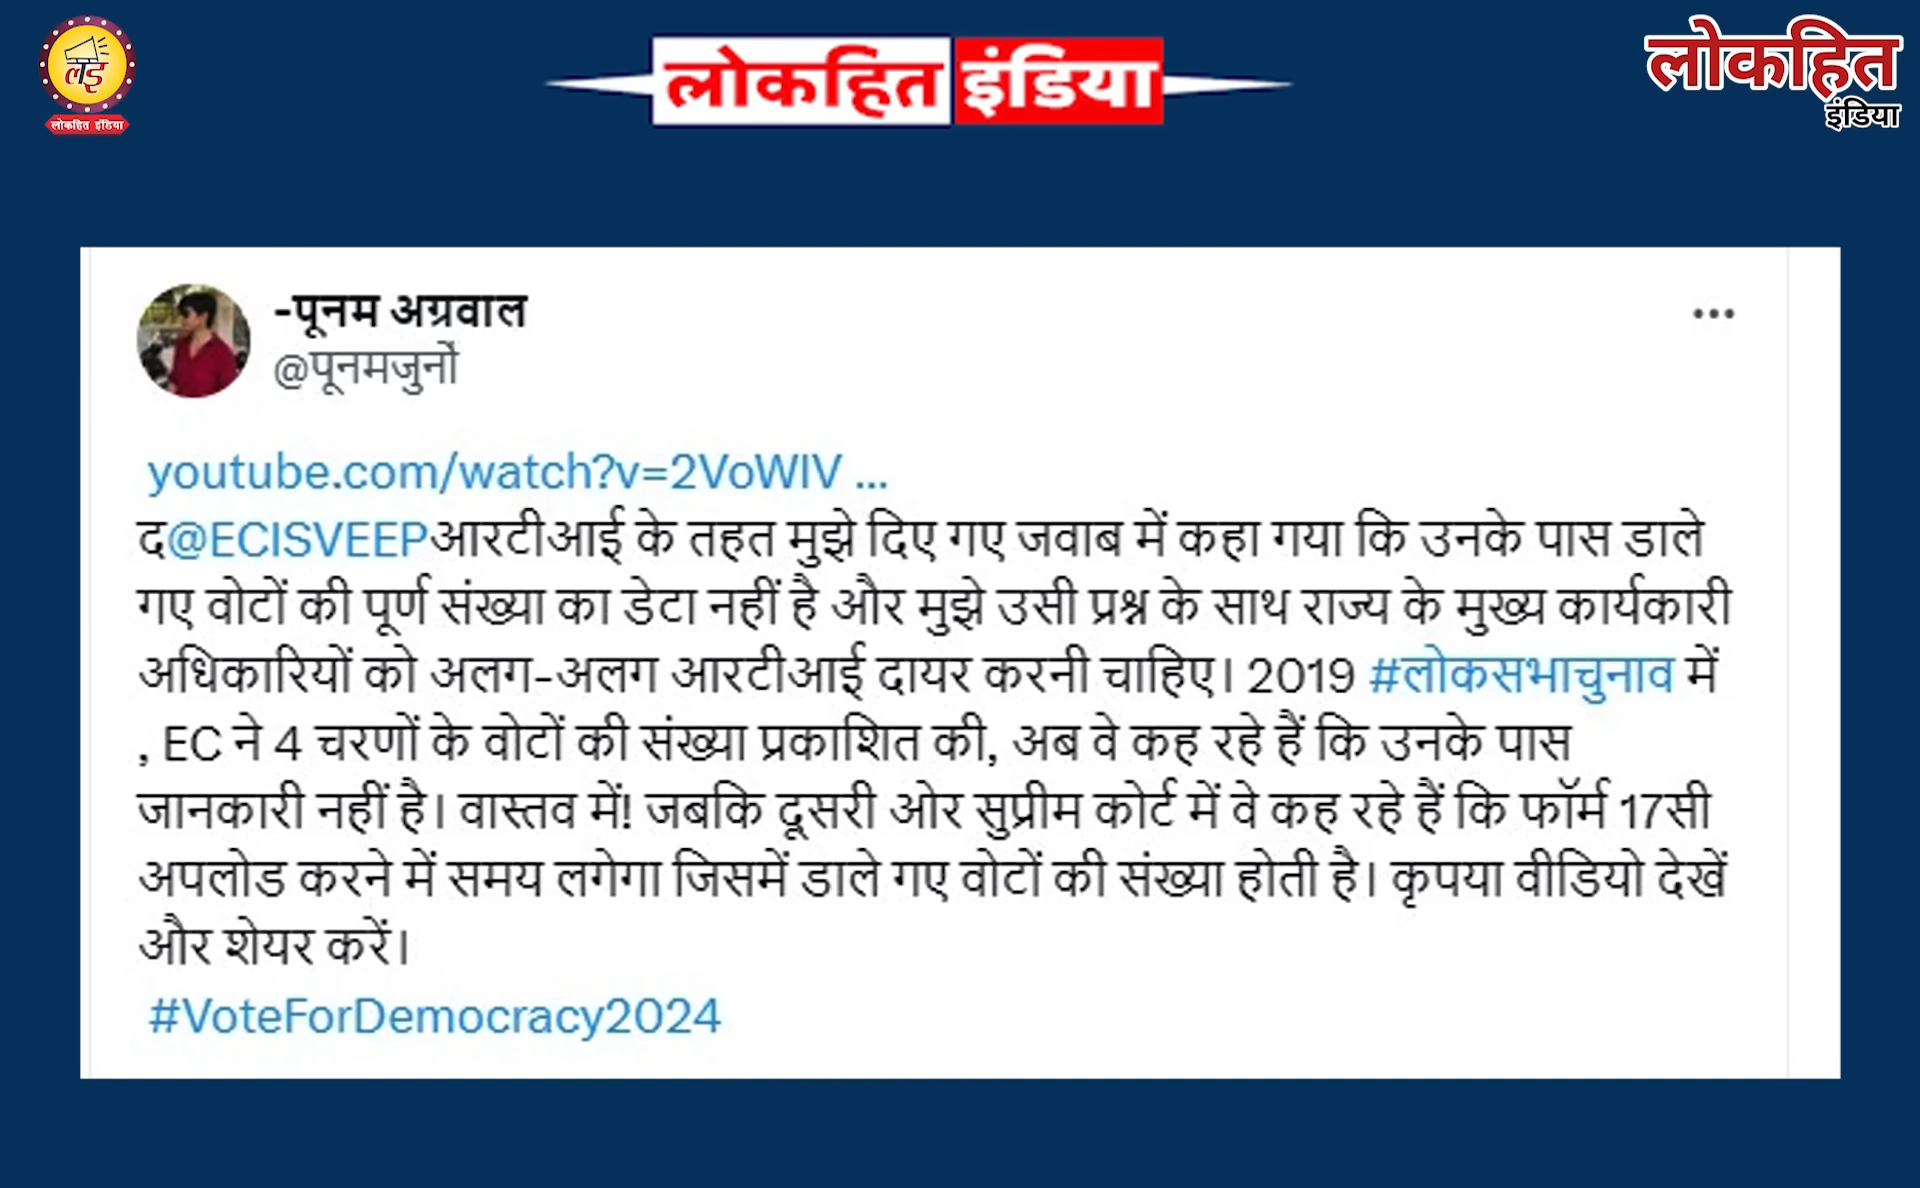 लोकहित इंडिया
लई
लोकहित इंडिया
लोकहित
इंडिया
-पूनम अग्रवाल
@पूनमजुर्नो
youtube.com/watch?v=2VoWIV ...
द@ECISVEEPआरटीआई के तहत मुझे दिए गए जवाब में कहा गया कि उनके पास डाले
गए वोटों की पूर्ण संख्या का डेटा नहीं है और मुझे उसी प्रश्न के साथ राज्य के मुख्य कार्यकारी
अधिकारियों को अलग-अलग आरटीआई दायर करनी चाहिए। 2019 #लोकसभाचुनाव में
, EC ने 4 चरणों के वोटों की संख्या प्रकाशित की, अब वे कह रहे हैं कि उनके पास
जानकारी नहीं है। वास्तव में! जबकि दूसरी ओर सुप्रीम कोर्ट में वे कह रहे हैं कि फॉर्म 17सी
अपलोड करने में समय लगेगा जिसमें डाले गए वोटों की संख्या होती है। कृपया वीडियो देखें
और शेयर करें।
#VoteForDemocracy2024